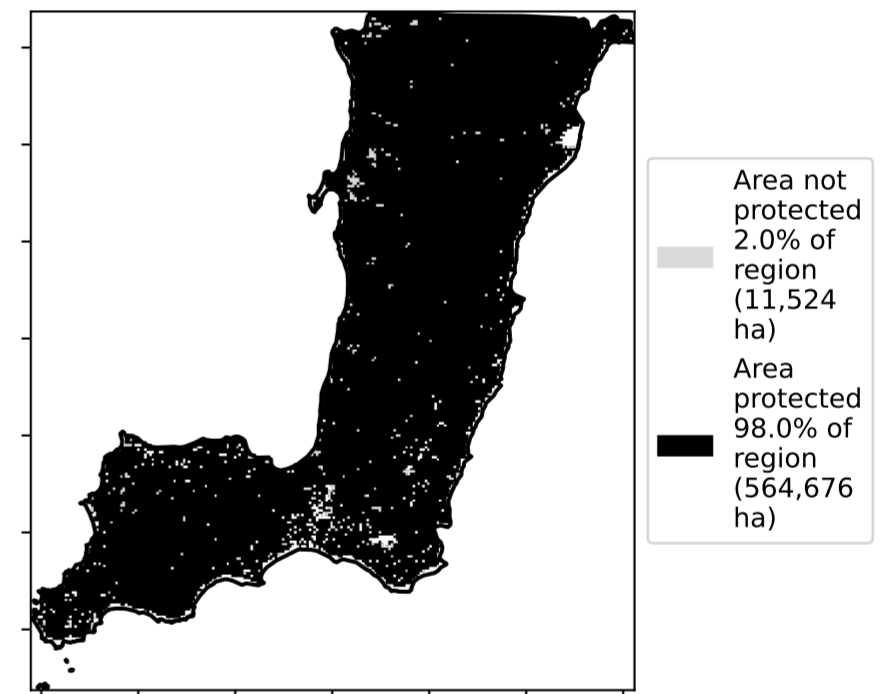 Area not
protected
2.0% of
region
(11,524
ha)
Area
protected
98.0% of
region
(564,676
ha)